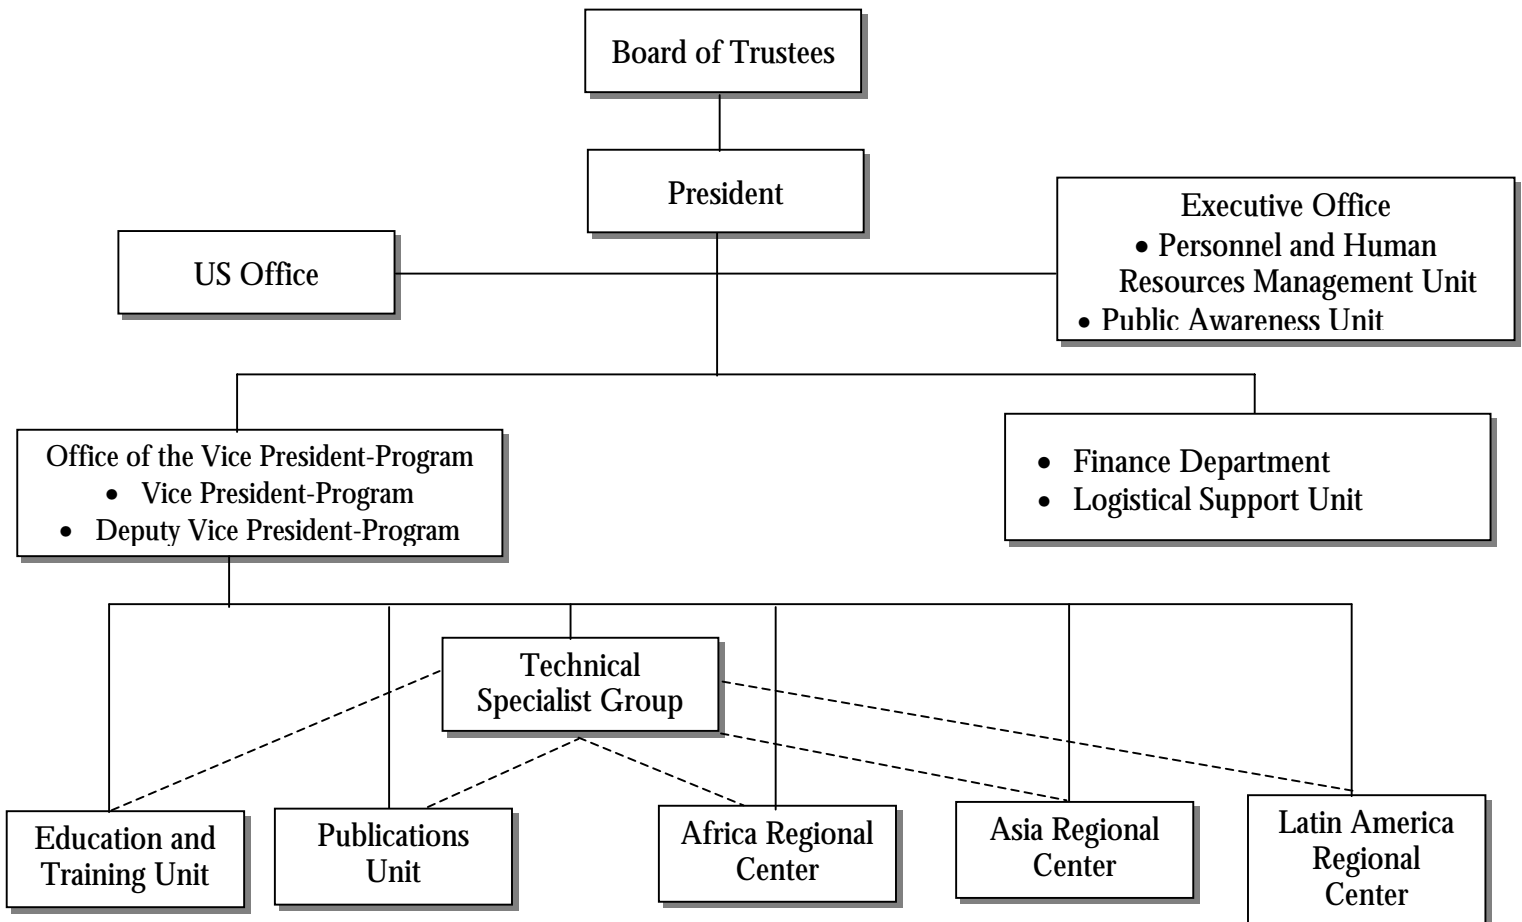 Board of Trustees
President
Executive Office
• Personnel and Human
Resources Management Unit
• Public Awareness Unit
US Office
Office of the Vice President-Program
• Vice President-Program
• Deputy Vice President-Program
• Finance Department
• Logistical Support Unit
Technical
Specialist Group
Education and
Training Unit
Publications
Unit
Africa Regional
Center
Asia Regional
Center
Latin America
Regional
Center